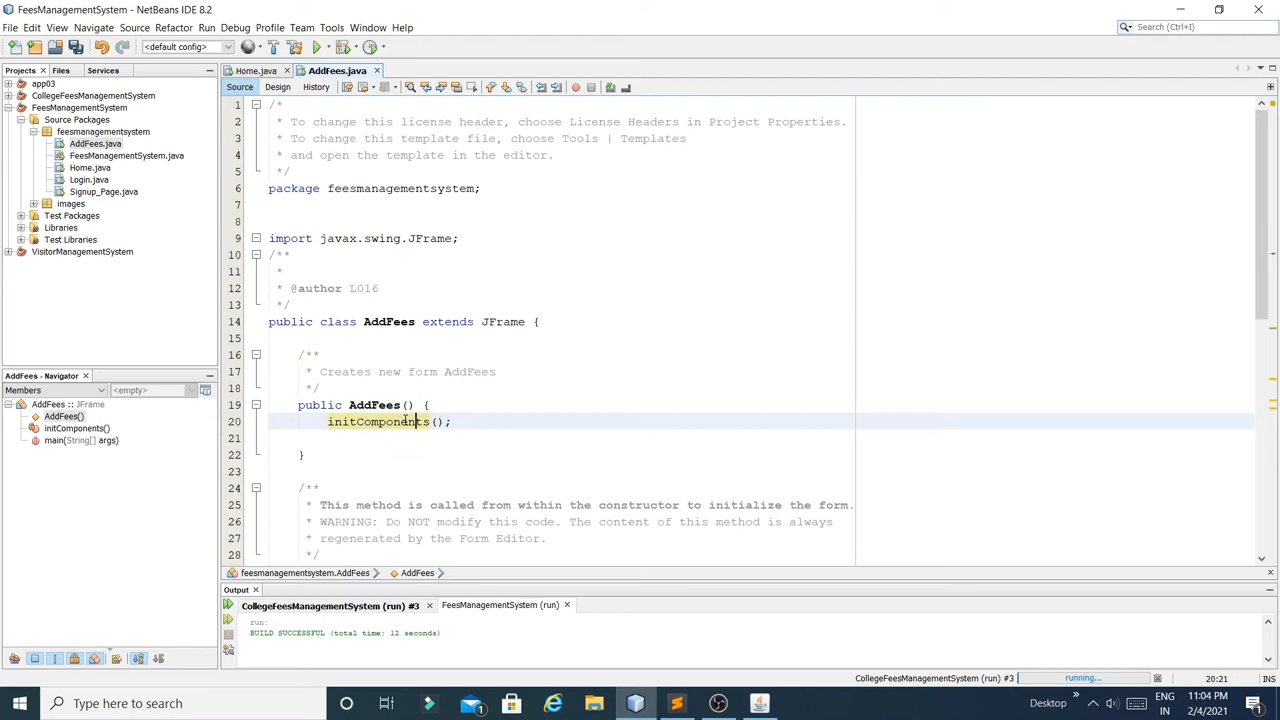 FeesManagementSystem - NetBeans IDE 8.2
File Edit View Navigate Source Refactor Run Debug Profile Team Tools Window Help
Search (Ctrl+I)
<default config>
Projects Files Services
Home.java AddFees.java
app03
CollegeFeesManagementSystem
FeesManagementSystem
Source Packages
feesmanagementsystem
AddFees.java
FeesManagementSystem.java
Home.java
Login.java
Signup_Page.java
images
Test Packages
Libraries
Test Libraries
VisitorManagementSystem
Source Design History
1 /*
2 * To change this license header, choose License Headers in Project Properties.
3 * To change this template file, choose Tools | Templates
4 * and open the template in the editor.
5 */
6 package feesmanagementsystem;
7
8
9 import javax.swing.JFrame;
10 /**
11 *
12 * @author L016
13 */
14 public class AddFees extends JFrame {
15
16 /**
17 * Creates new form AddFees
18 */
19 public AddFees() {
20 initComponents();
21
22 }
23
24 /**
25 * This method is called from within the constructor to initialize the form.
26 * WARNING: Do NOT modify this code. The content of this method is always
27 * regenerated by the Form Editor.
28 */
AddFees - Navigator
Members <empty>
AddFees :: JFrame
AddFees()
initComponents()
main(String[] args)
feesmanagementsystem.AddFees AddFees
Output
CollegeFeesManagementSystem (run) #3 FeesManagementSystem (run)
run:
BUILD SUCCESSFUL (total time: 12 seconds)
CollegeFeesManagementSystem (run) #3 running... 20:21 INS
Type here to search
Desktop
ENG
IN
11:04 PM
2/4/2021